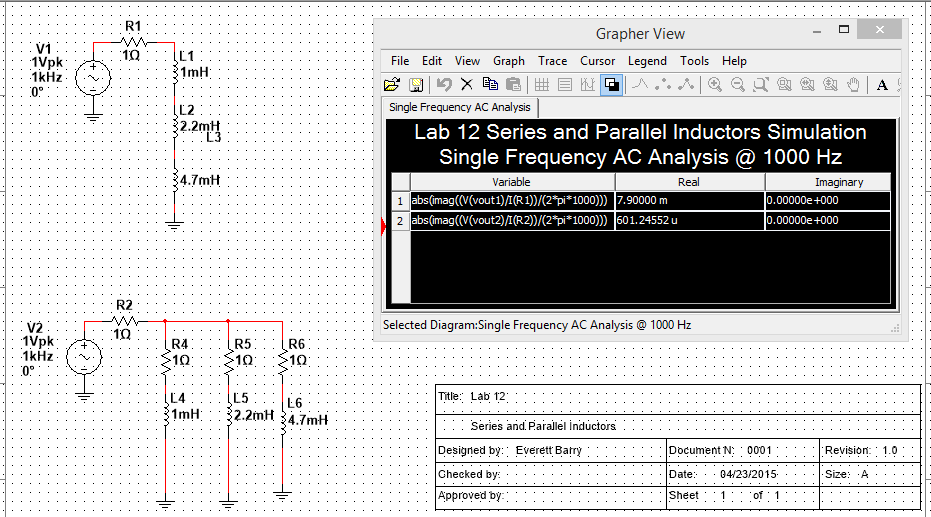 R1
1Ω
V1
1Vpk
1kHz
0°
L1
1mH
L2
2.2mH
L3
4.7mH
R2
1Ω
V2
1Vpk
1kHz
0°
R4
1Ω
R5
1Ω
R6
1Ω
L4
1mH
L5
2.2mH
L6
4.7mH
Grapher View
File Edit View Graph Trace Cursor Legend Tools Help
A
Single Frequency AC Analysis
Lab 12 Series and Parallel Inductors Simulation
Single Frequency AC Analysis @ 1000 Hz
Variable Real Imaginary
1 abs(imag((V(vout1)/I(R1))/(2*pi*1000))) 7.90000 m 0.00000e+000
2 abs(imag((V(vout2)/I(R2))/(2*pi*1000))) 601.24552 u 0.00000e+000
Selected Diagram:Single Frequency AC Analysis @ 1000 Hz
Title: Lab 12
Series and Parallel Inductors
Designed by: Everett Barry Document N: 0001 Revision: 1.0
Checked by: Date: 04/23/2015 Size: A
Approved by: Sheet 1 of 1